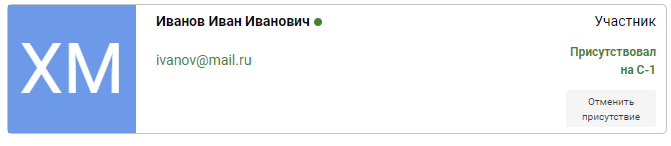 ХМ
Иванов Иван Иванович
Участник
ivanov@mail.ru
Присутствовал
на С-1
Отменить
присутствие